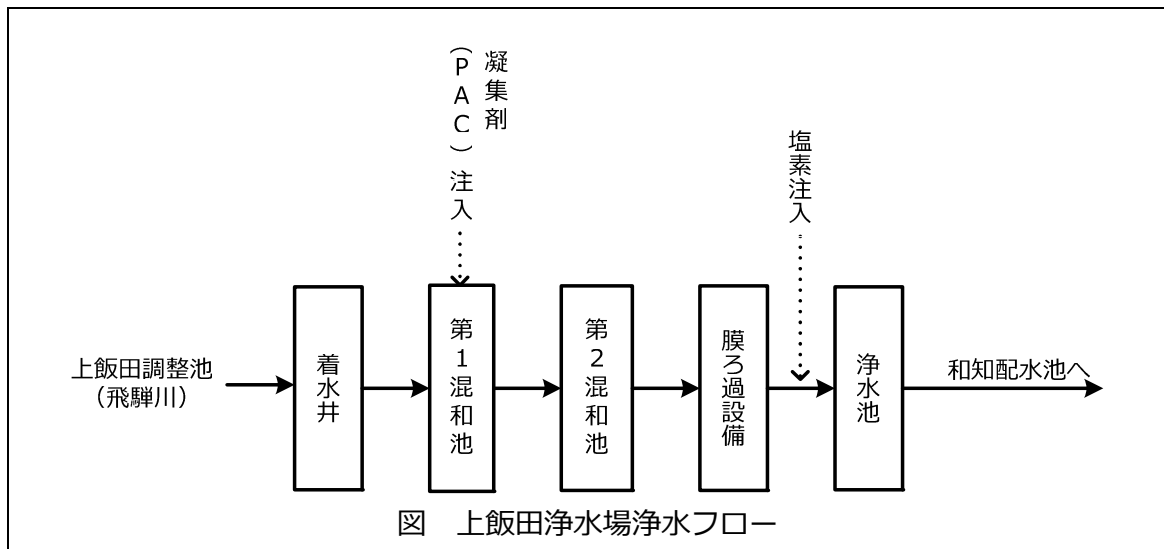 凝集剤
（PAC）注入
塩素注入
上飯田調整池
（飛騨川）
着水井
第1混和池
第2混和池
膜ろ過設備
浄水池
和知配水池へ
図　上飯田浄水場浄水フロー